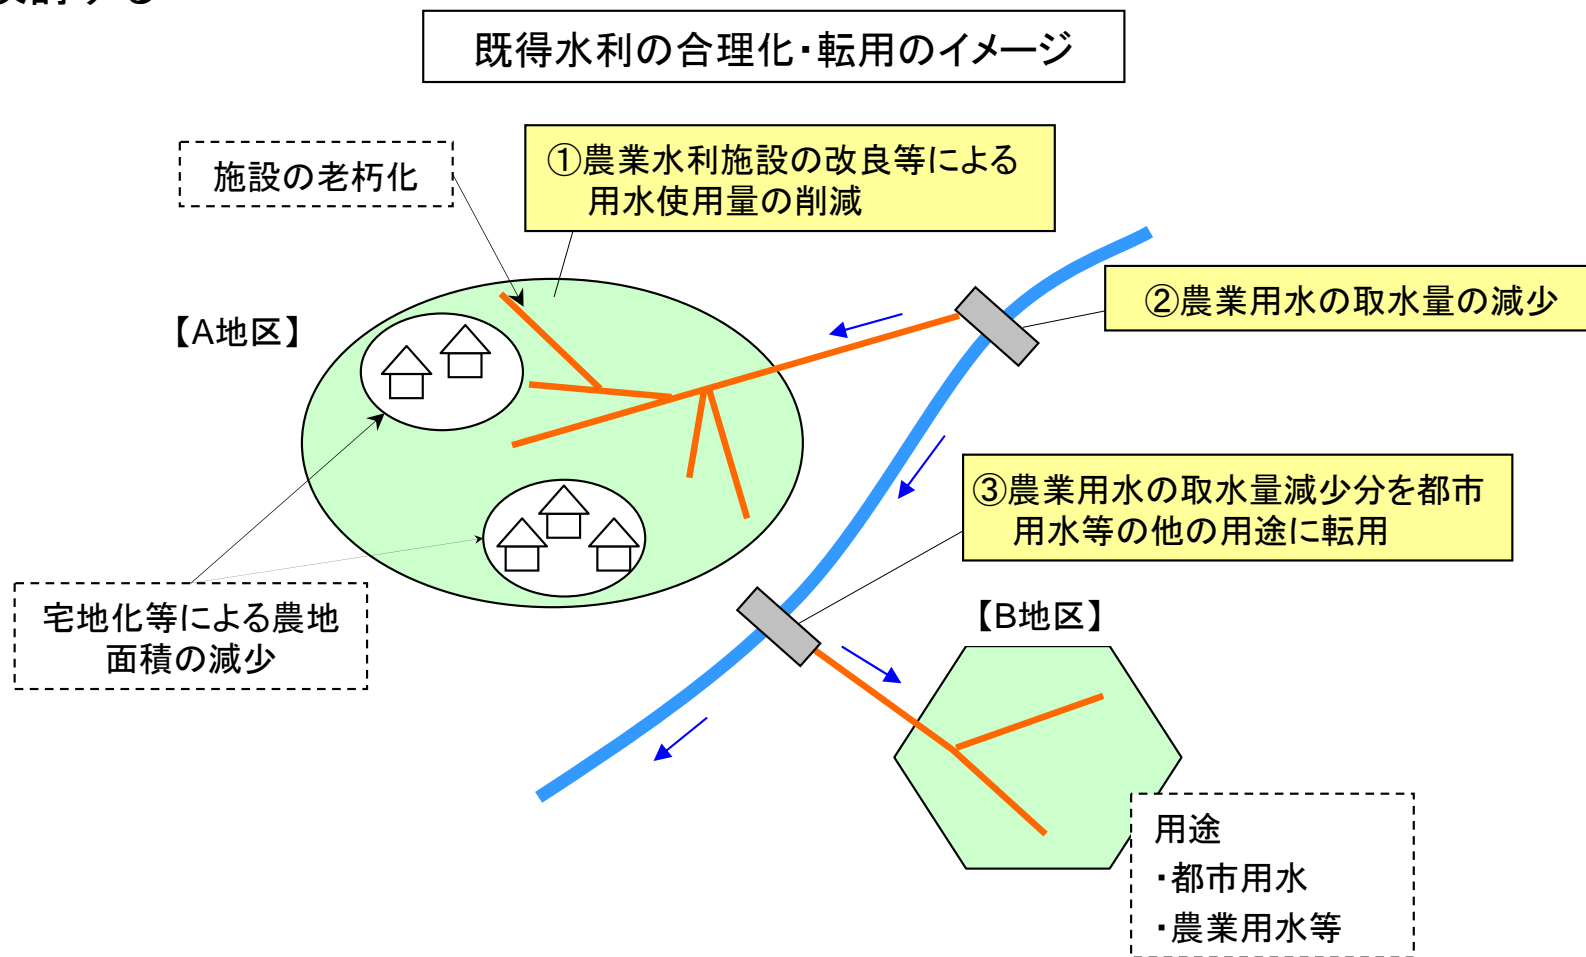 既得水利の合理化・転用のイメージ
施設の老朽化
①農業水利施設の改良等による
用水使用量の削減
【A地区】
②農業用水の取水量の減少
③農業用水の取水量減少分を都市
用水等の他の用途に転用
宅地化等による農地
面積の減少
【B地区】
用途
・都市用水
・農業用水等